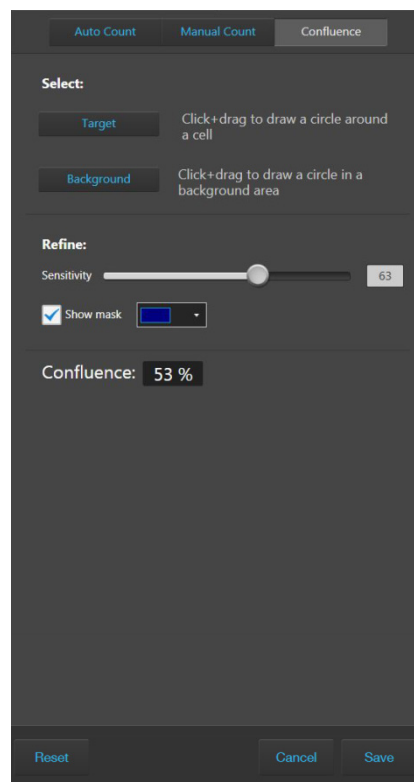 Auto Count Manual Count Confluence
Select:
Target Click+drag to draw a circle around
a cell
Background Click+drag to draw a circle in a
background area
Refine:
Sensitivity 63
Show mask
Confluence: 53 %
Reset Cancel Save